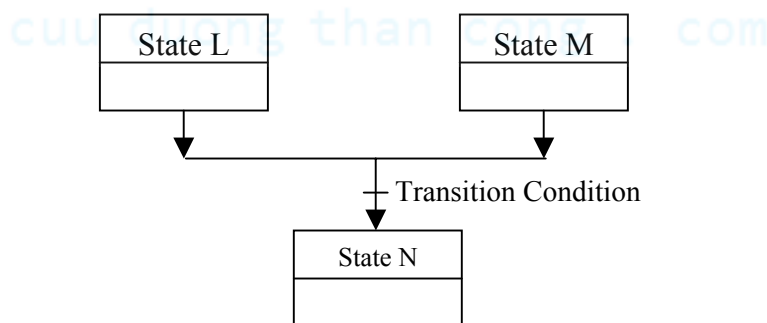 cuu duong than cong . com
State L
State M
Transition Condition
State N